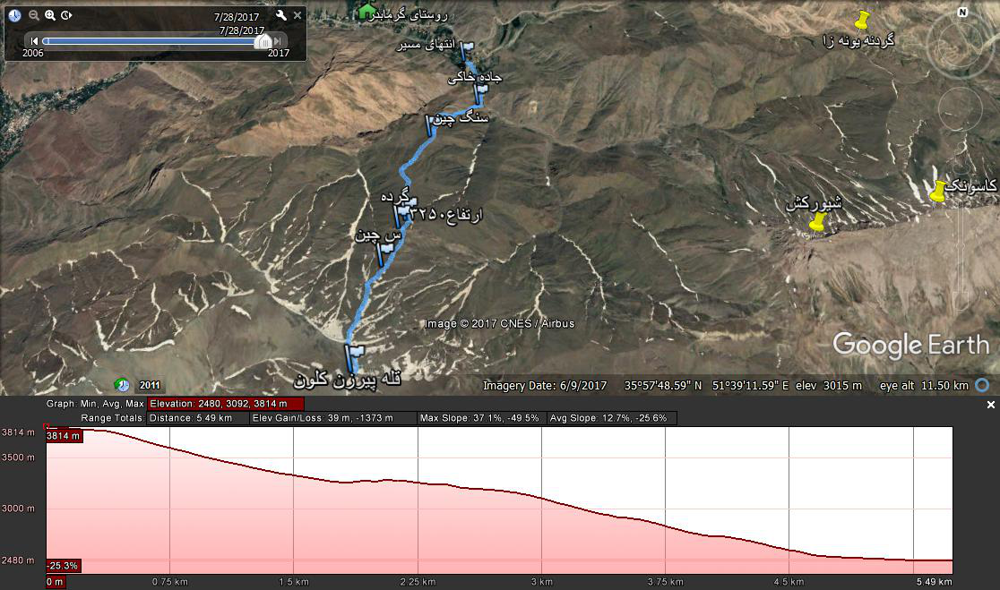 7/28/2017
7/28/2017
2006
2017
روستای گرمابدر
انتهای مسیر
گردنه یونه زا
N
جاده خاکی
سنگ چین
گرده
ارتفاع۳۲۵۰
س چین
شیورکش
کاسونک
Image © 2017 CNES / Airbus
Google Earth
قله پیرزن کلون
2011
Imagery Date: 6/9/2017 35°57'48.59" N 51°39'11.59" E elev 3015 m eye alt 11.50 km
Graph: Min, Avg, Max Elevation: 2480, 3092, 3814 m
Range Totals: Distance: 5.49 km Elev Gain/Loss: 39 m, -1373 m Max Slope: 37.1%, -49.5% Avg Slope: 12.7%, -25.6%
3814 m
3814 m
3500 m
3000 m
2480 m
-25.3%
0 m 0.75 km 1.5 km 2.25 km 3 km 3.75 km 4.5 km 5.49 km